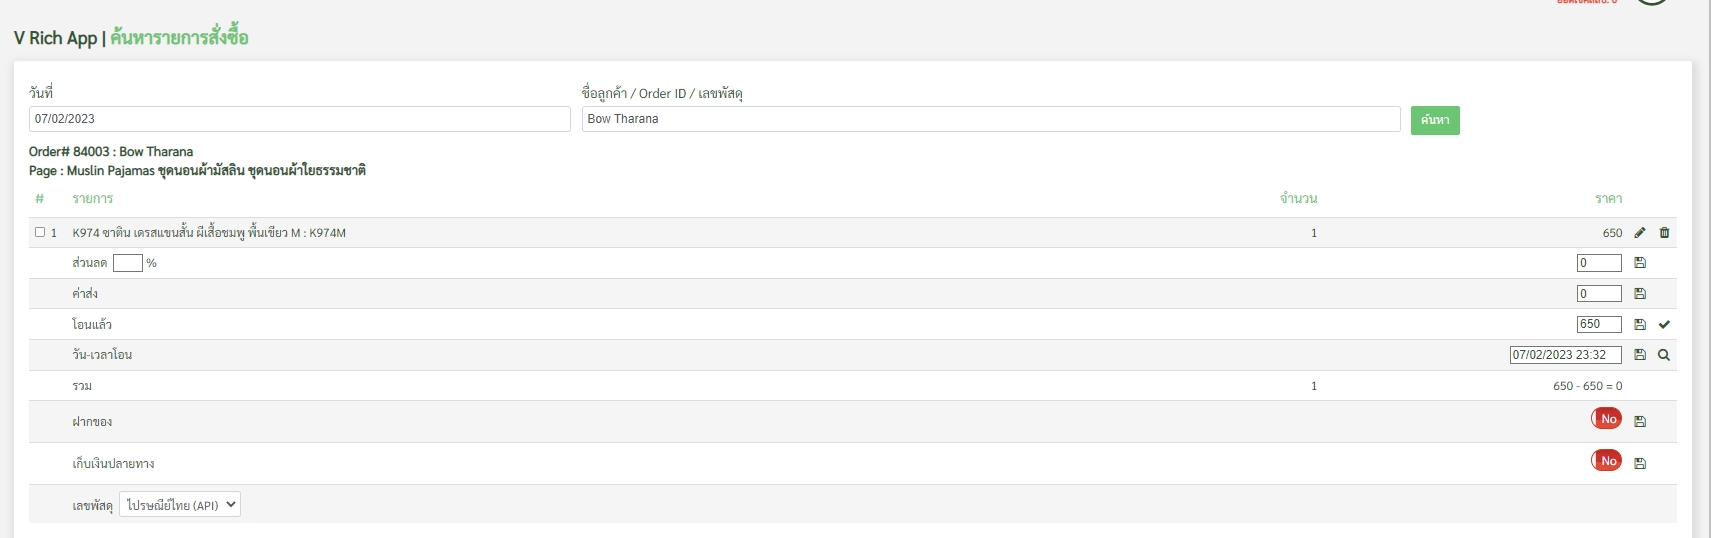 ยอดเครดิต: 0
V Rich App | ค้นหารายการสั่งซื้อ
วันที่ ชื่อลูกค้า / Order ID / เลขพัสดุ
07/02/2023 Bow Tharana ค้นหา
Order# 84003 : Bow Tharana
Page : Muslin Pajamas ชุดนอนผ้ามัสลิน ชุดนอนผ้าใยธรรมชาติ
# รายการ จำนวน ราคา
1 K974 ซาติน เดรสแขนสั้น ผีเสื้อชมพู พื้นเขียว M : K974M 1 650
ส่วนลด % 0
ค่าส่ง 0
โอนแล้ว 650
วัน-เวลาโอน 07/02/2023 23:32
รวม 1 650 - 650 = 0
ฝากของ No
เก็บเงินปลายทาง No
เลขพัสดุ ไปรษณีย์ไทย (API)